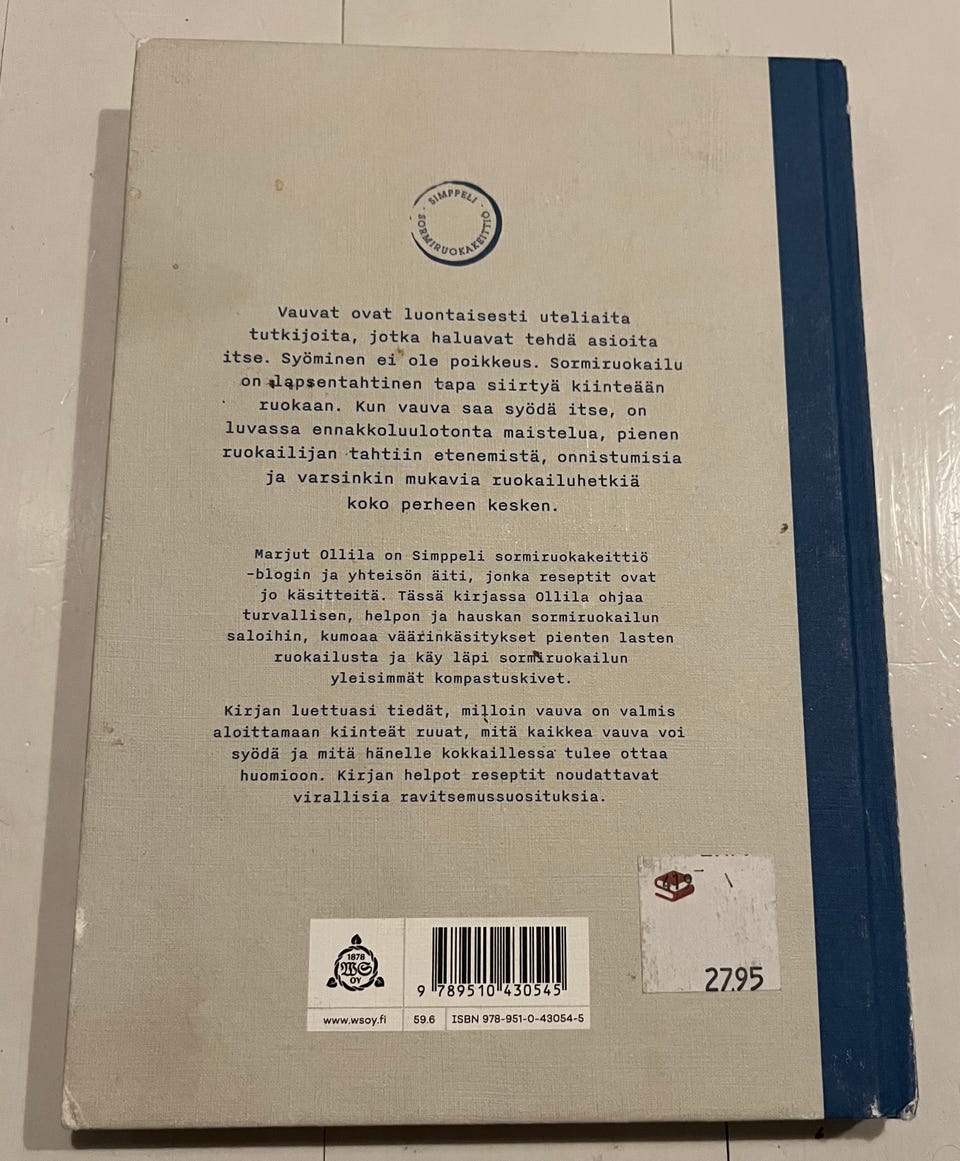 SIMPPELI · SORMIRUOKAKEITTIÖ ·
Vauvat ovat luontaisesti uteliaita
tutkijoita, jotka haluavat tehdä asioita
itse. Syöminen ei ole poikkeus. Sormiruokailu
on lapsentahtinen tapa siirtyä kiinteään
ruokaan. Kun vauva saa syödä itse, on
luvassa ennakkoluulotonta maistelua, pienen
ruokailijan tahtiin etenemistä, onnistumisia
ja varsinkin mukavia ruokailuhetkiä
koko perheen kesken.
Marjut Ollila on Simppeli sormiruokakeittiö
-blogin ja yhteisön äiti, jonka reseptit ovat
jo käsitteitä. Tässä kirjassa Ollila ohjaa
turvallisen, helpon ja hauskan sormiruokailun
saloihin, kumoaa väärinkäsitykset pienten lasten
ruokailusta ja käy läpi sormiruokailun
yleisimmät kompastuskivet.
Kirjan luettuasi tiedät, milloin vauva on valmis
aloittamaan kiinteät ruuat, mitä kaikkea vauva voi
syödä ja mitä hänelle kokkaillessa tulee ottaa
huomioon. Kirjan helpot reseptit noudattavat
virallisia ravitsemussuosituksia.
27.95
1878
WS
OY
9 789510 430545
www.wsoy.fi
59.6
ISBN 978-951-0-43054-5